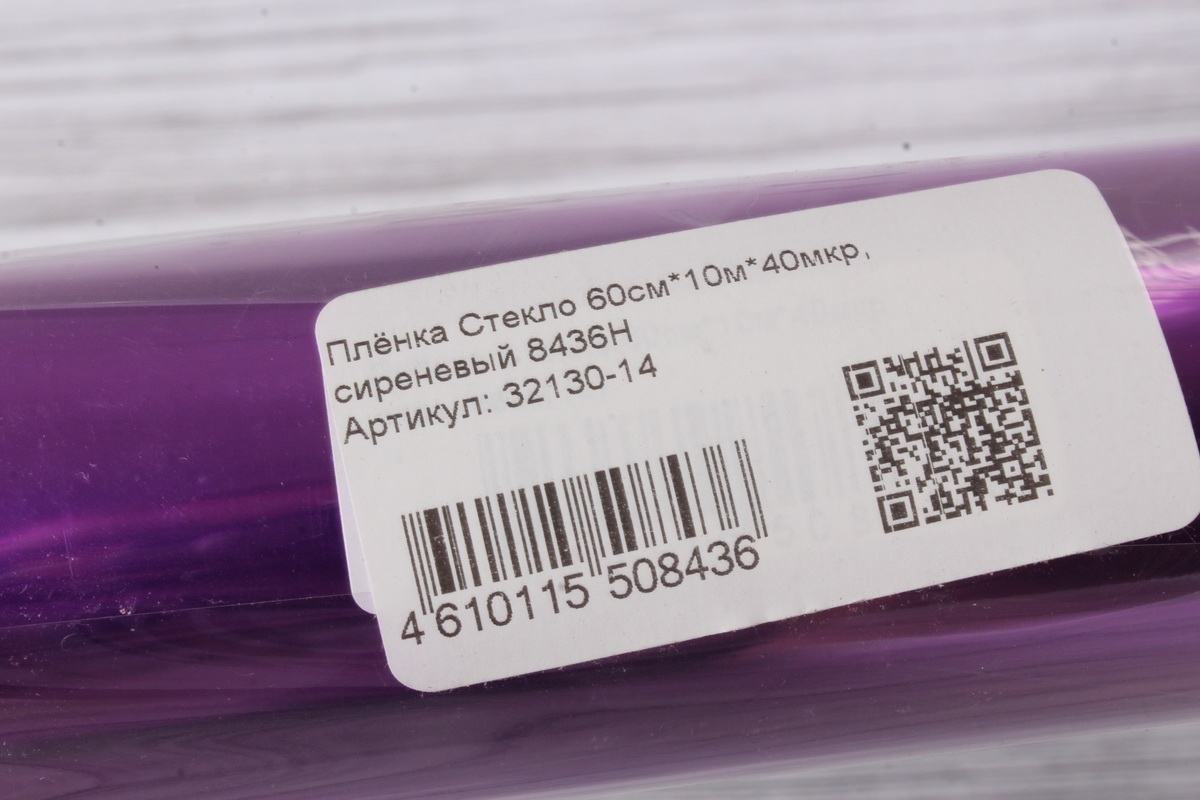 Плёнка Стекло 60см*10м*40мкр,
сиреневый 8436Н
Артикул: 32130-14
4 610115 508436